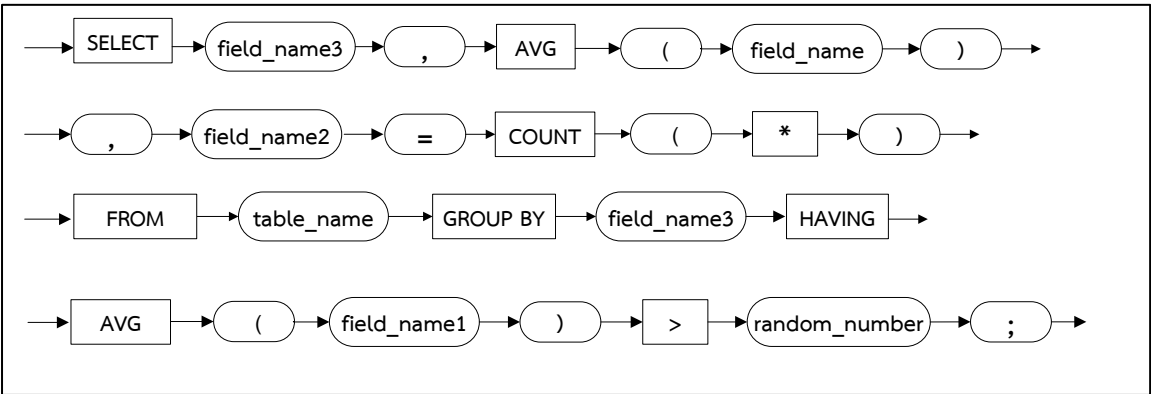 SELECT field_name3 , AVG ( field_name )
, field_name2 = COUNT ( * )
FROM table_name GROUP BY field_name3 HAVING
AVG ( field_name1 ) > random_number ;